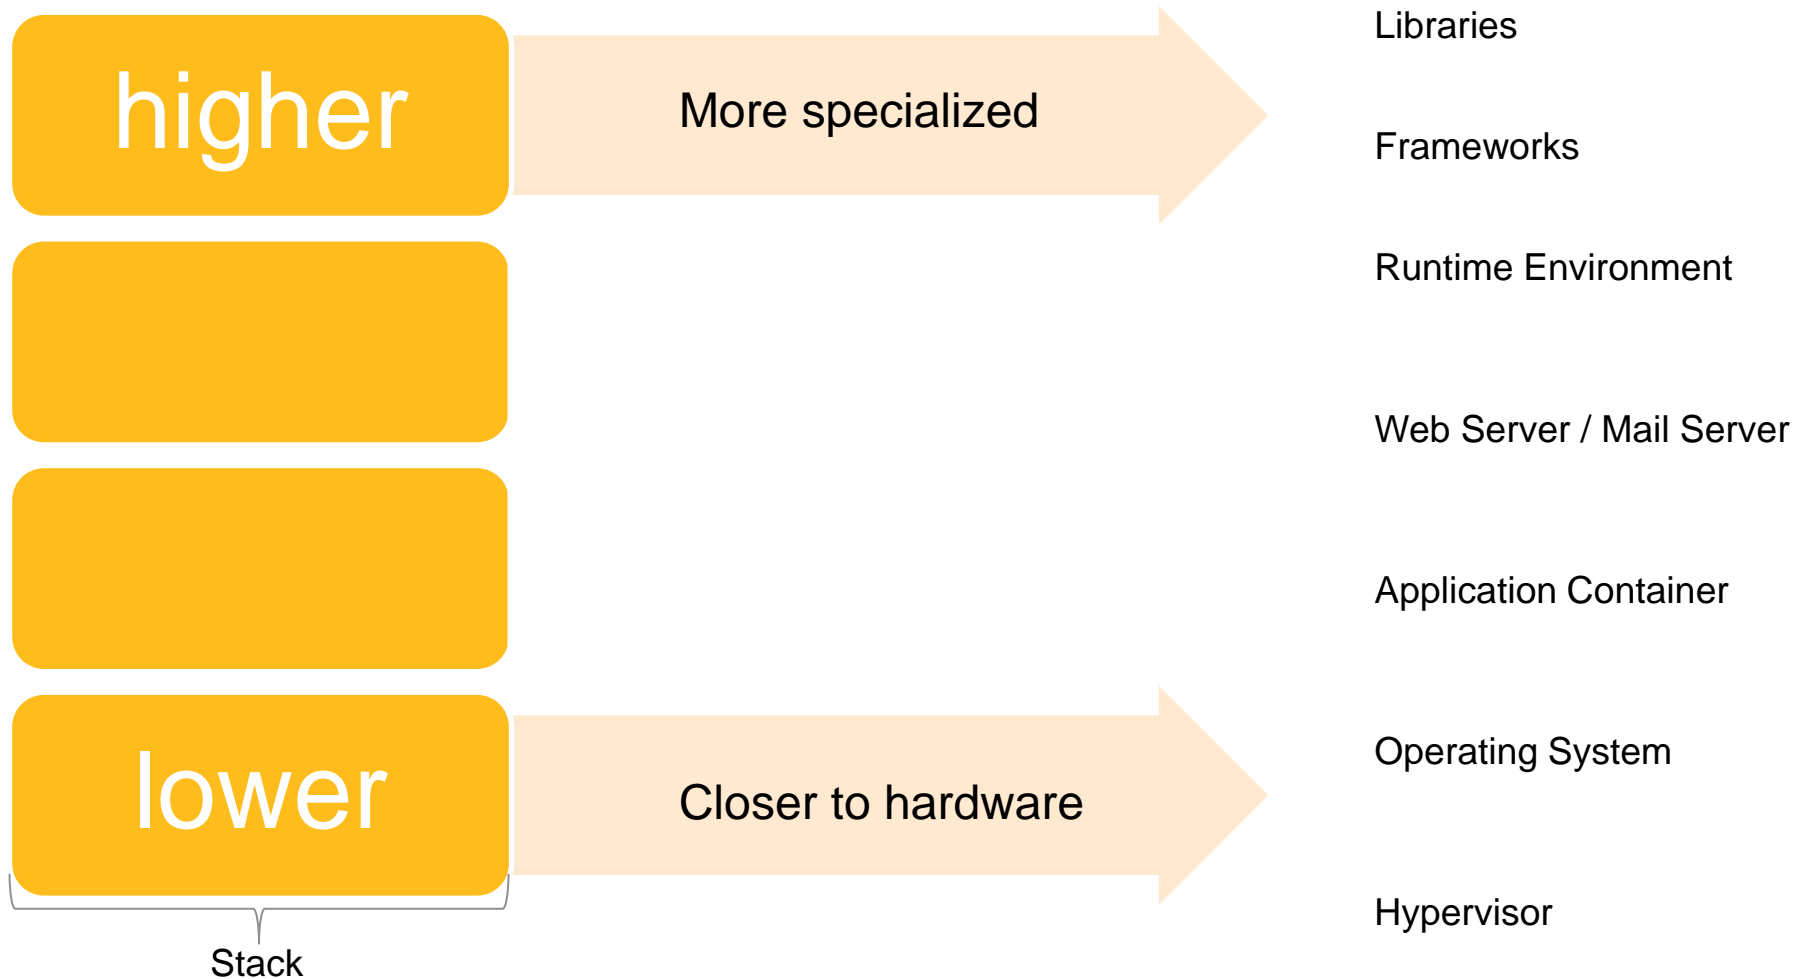 higher
More specialized
lower
Closer to hardware
Stack
Libraries
Frameworks
Runtime Environment
Web Server / Mail Server
Application Container
Operating System
Hypervisor